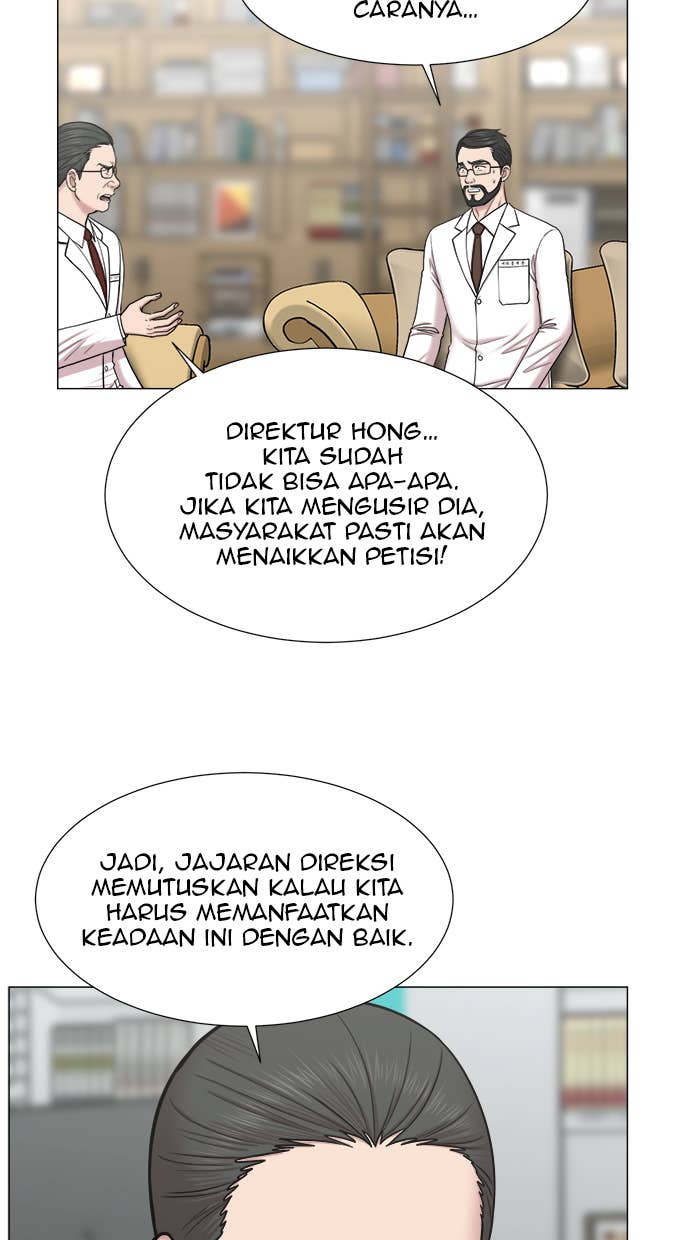 CARANYA...
DIREKTUR HONG...
KITA SUDAH
TIDAK BISA APA-APA.
JIKA KITA MENGUSIR DIA,
MASYARAKAT PASTI AKAN
MENAIKKAN PETISI!
JADI, JAJARAN DIREKSI
MEMUTUSKAN KALAU KITA
HARUS MEMANFAATKAN
KEADAAN INI DENGAN BAIK.